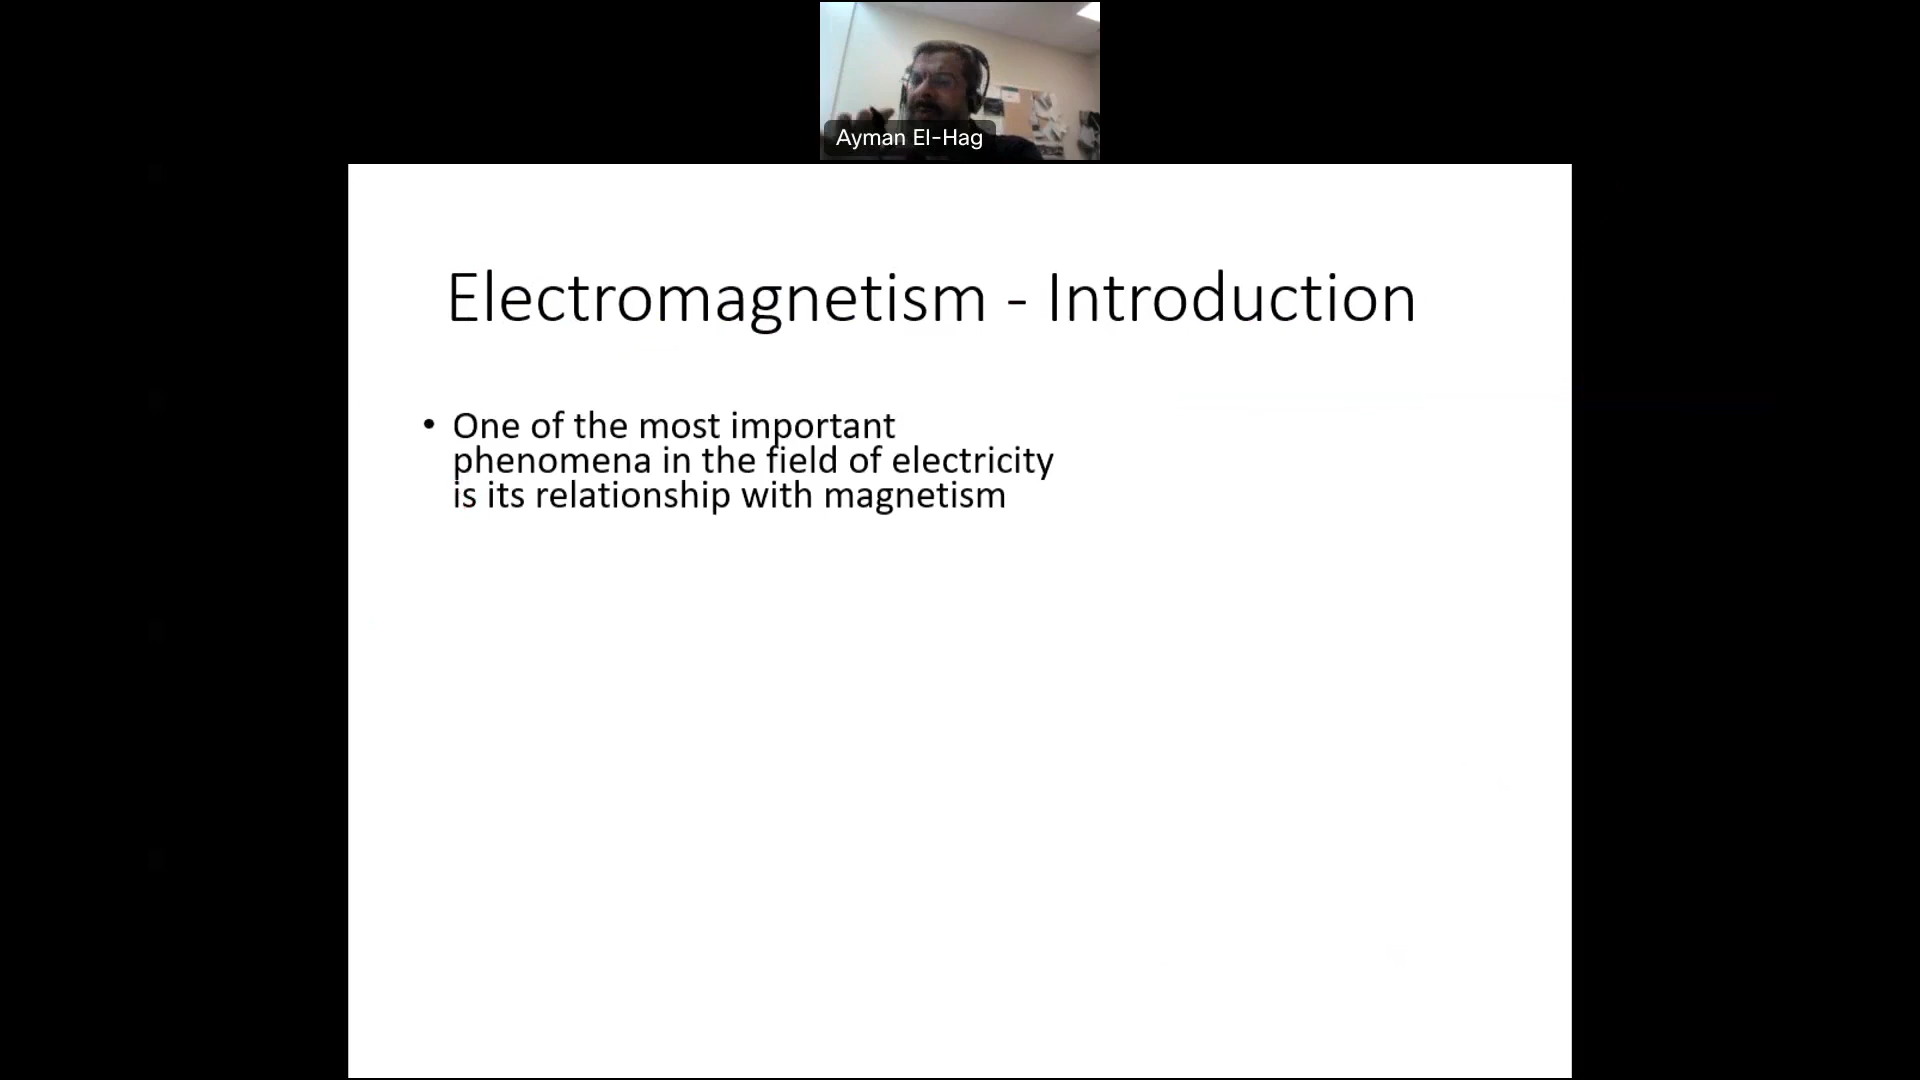 Ayman El-Hag
Electromagnetism - Introduction
• One of the most important
phenomena in the field of electricity
is its relationship with magnetism